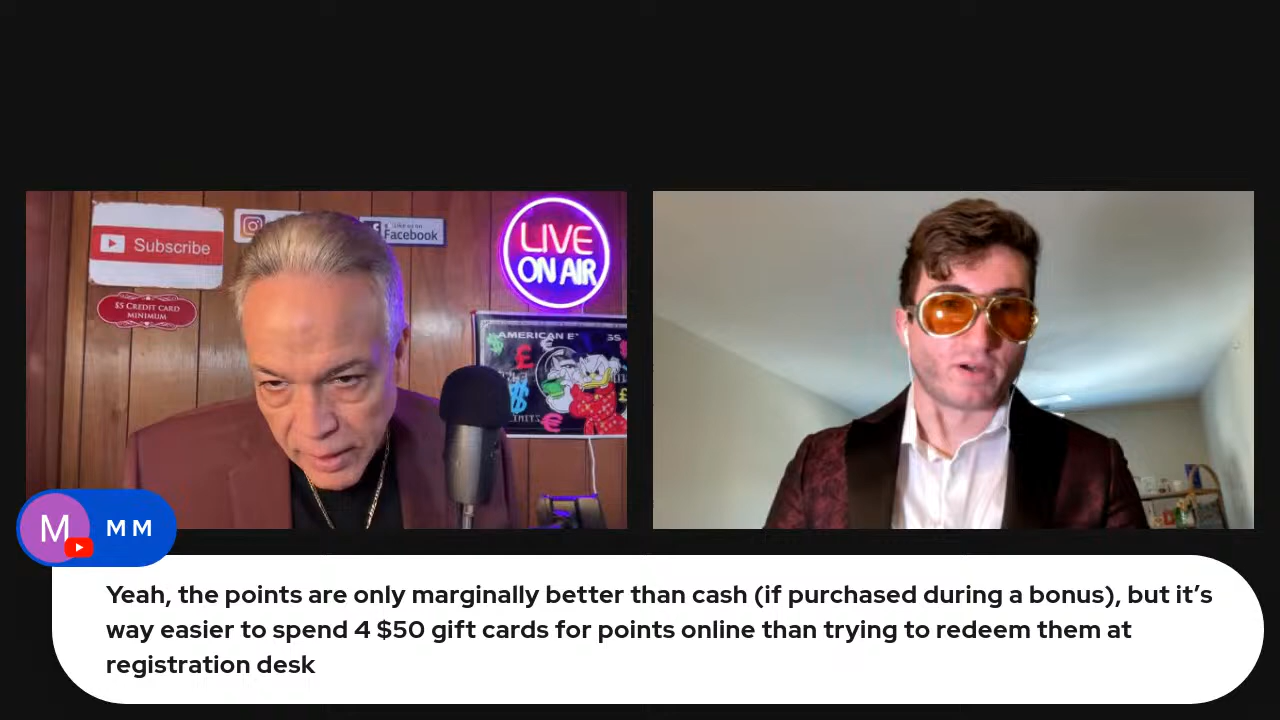 Subscribe
Facebook
LIVE
ON AIR
$5 CREDIT CARD
MINIMUM
AMERICAN E
M
M M
Yeah, the points are only marginally better than cash (if purchased during a bonus), but it's
way easier to spend 4 $50 gift cards for points online than trying to redeem them at
registration desk